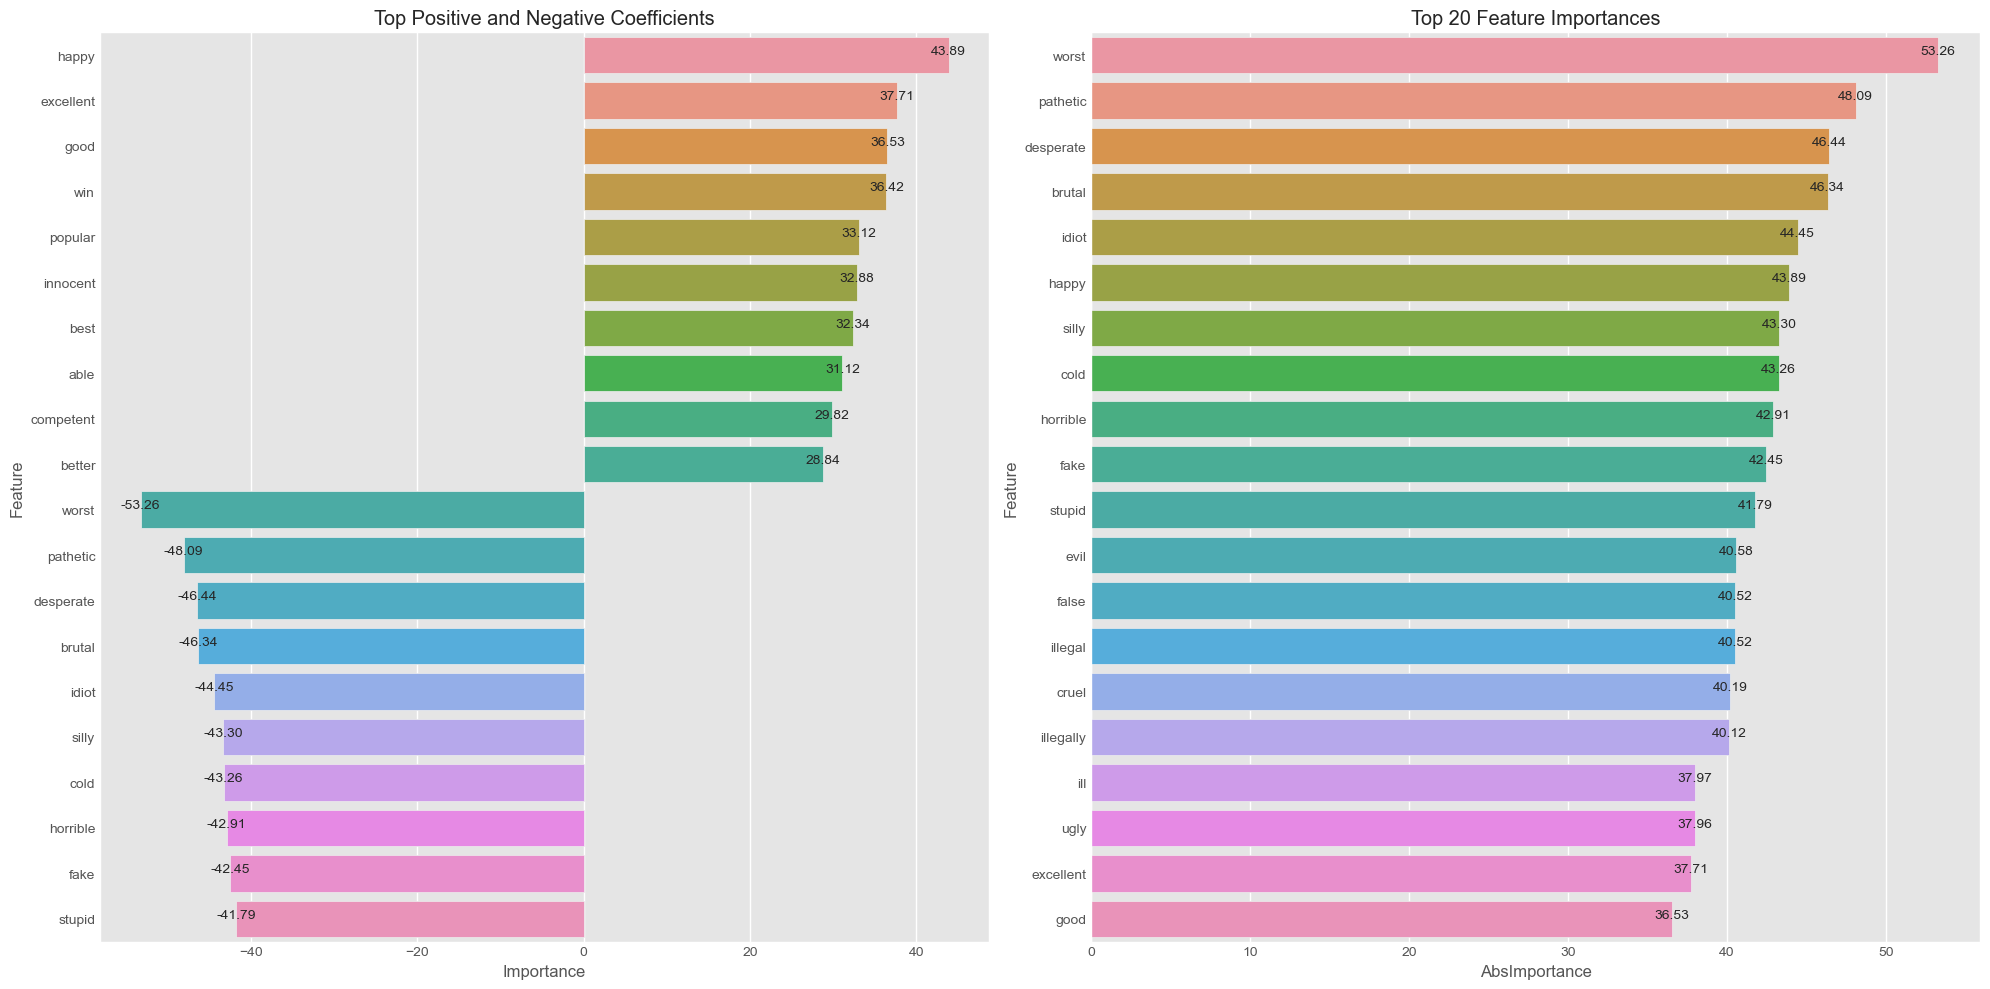 Top Positive and Negative Coefficients
happy 43.89
excellent 37.71
good 36.53
win 36.42
popular 33.12
innocent 32.88
best 32.34
able 31.12
competent 29.82
better 28.84
worst -53.26
pathetic -48.09
desperate -46.44
brutal -46.34
idiot -44.45
silly -43.30
cold -43.26
horrible -42.91
fake -42.45
stupid -41.79
Feature
−40 −20 0 20 40
Importance
Top 20 Feature Importances
worst 53.26
pathetic 48.09
desperate 46.44
brutal 46.34
idiot 44.45
happy 43.89
silly 43.30
cold 43.26
horrible 42.91
fake 42.45
stupid 41.79
evil 40.58
false 40.52
illegal 40.52
cruel 40.19
illegally 40.12
ill 37.97
ugly 37.96
excellent 37.71
good 36.53
Feature
0 10 20 30 40 50
AbsImportance